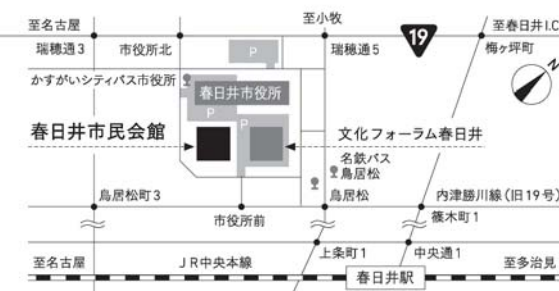 至名古屋
至小牧
至春日井I.C
19
瑞穂通3
市役所北
P
瑞穂通5
梅ヶ坪町
N
かすがいシティバス市役所
春日井市役所
P
P
春日井市民会館
文化フォーラム春日井
名鉄バス
鳥居松
鳥居松町3
市役所前
鳥居松
内津勝川線(旧19号)
篠木町1
上条町1
中央通1
至名古屋
JR中央本線
春日井駅
至多治見